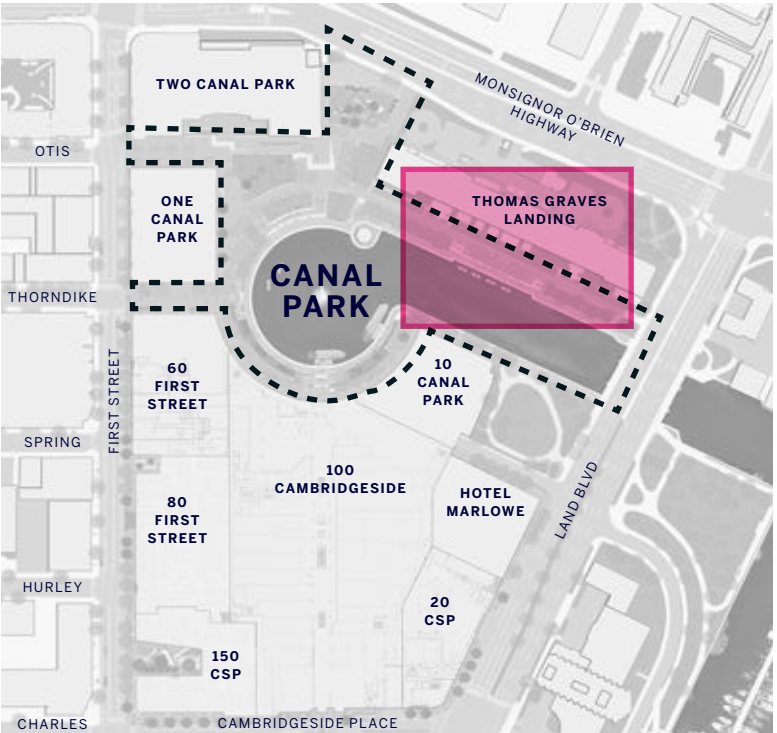 TWO CANAL PARK
MONSIGNOR O'BRIEN
HIGHWAY
OTIS
ONE
CANAL
PARK
THOMAS GRAVES
LANDING
CANAL
PARK
THORNDIKE
60
FIRST
STREET
10
CANAL
PARK
FIRST STREET
SPRING
100
CAMBRIDGESIDE
HOTEL
MARLOWE
LAND BLVD
80
FIRST
STREET
HURLEY
20
CSP
150
CSP
CHARLES
CAMBRIDGESIDE PLACE